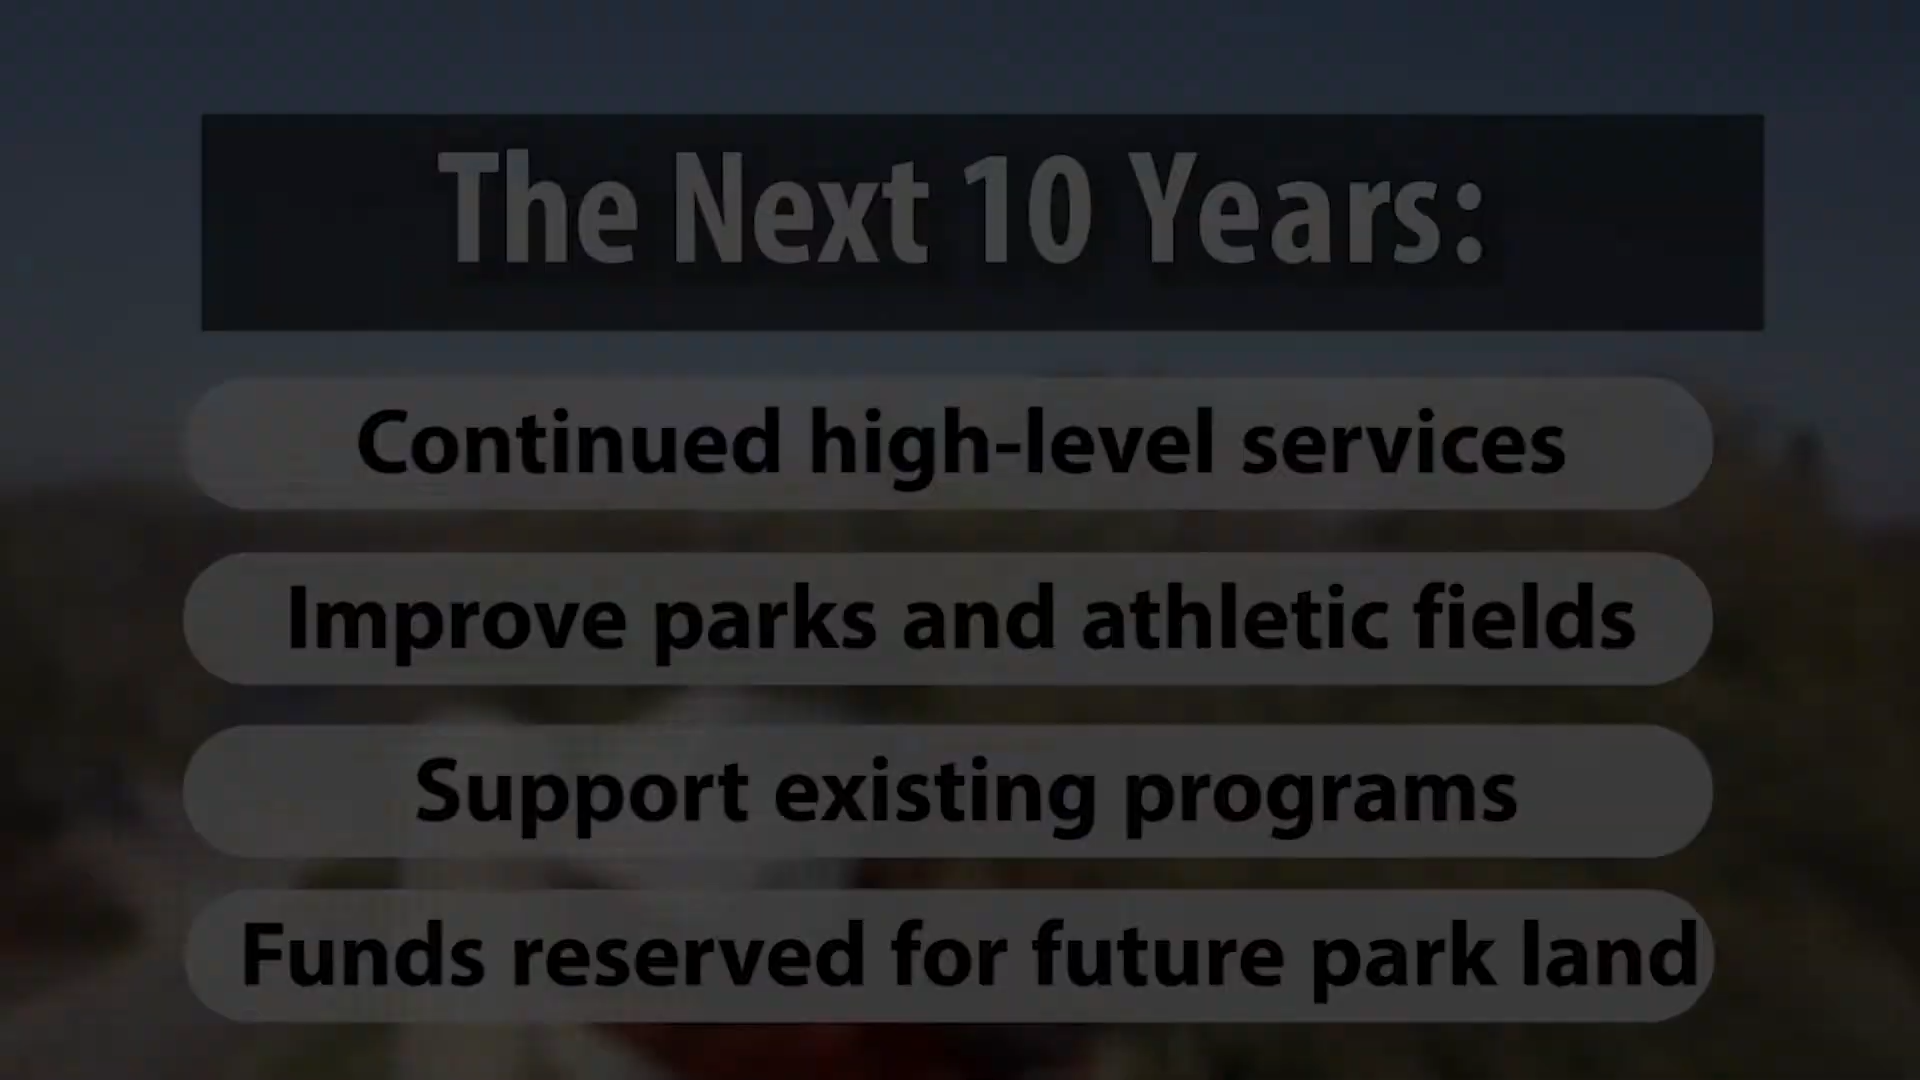 The Next 10 Years:
Continued high-level services
Improve parks and athletic fields
Support existing programs
Funds reserved for future park land